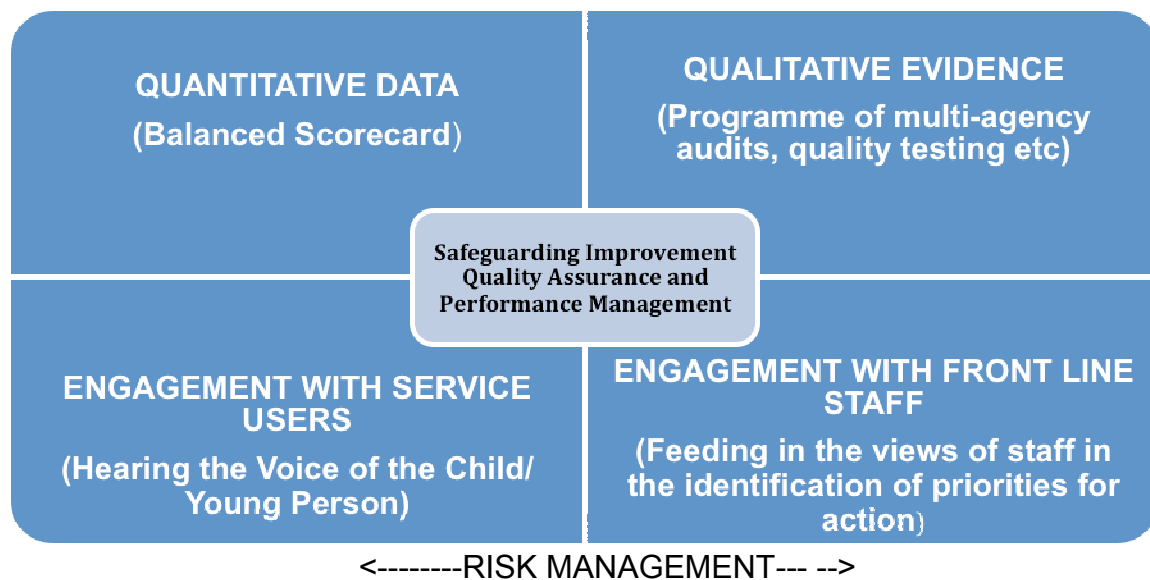 QUANTITATIVE DATA
(Balanced Scorecard)
QUALITATIVE EVIDENCE
(Programme of multi-agency
audits, quality testing etc)
Safeguarding Improvement
Quality Assurance and
Performance Management
ENGAGEMENT WITH SERVICE
USERS
(Hearing the Voice of the Child/
Young Person)
ENGAGEMENT WITH FRONT LINE
STAFF
(Feeding in the views of staff in
the identification of priorities for
action)
<--------RISK MANAGEMENT--- -->